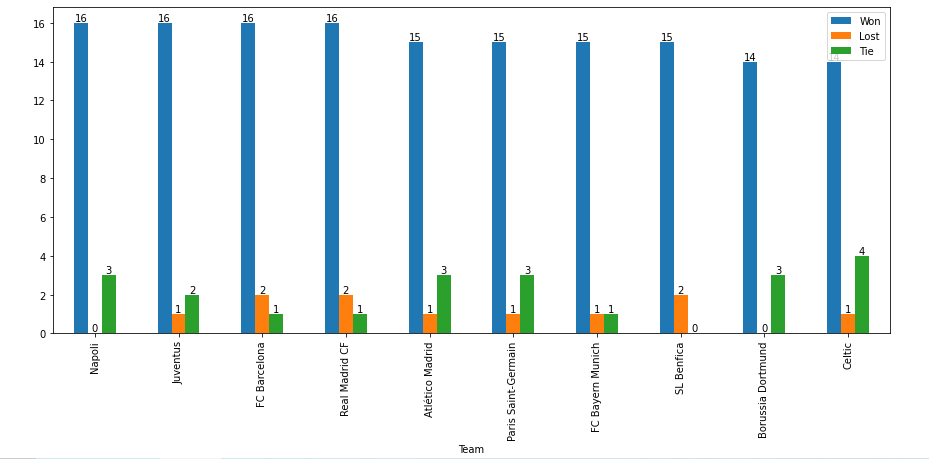 Won
Lost
Tie
16
14
12
10
8
6
4
2
0
16 0 3
16 1 2
16 2 1
16 2 1
15 1 3
15 1 3
15 1 1
15 2 0
14 0 3
14 1 4
Napoli
Juventus
FC Barcelona
Real Madrid CF
Atlético Madrid
Paris Saint-Germain
FC Bayern Munich
SL Benfica
Borussia Dortmund
Celtic
Team